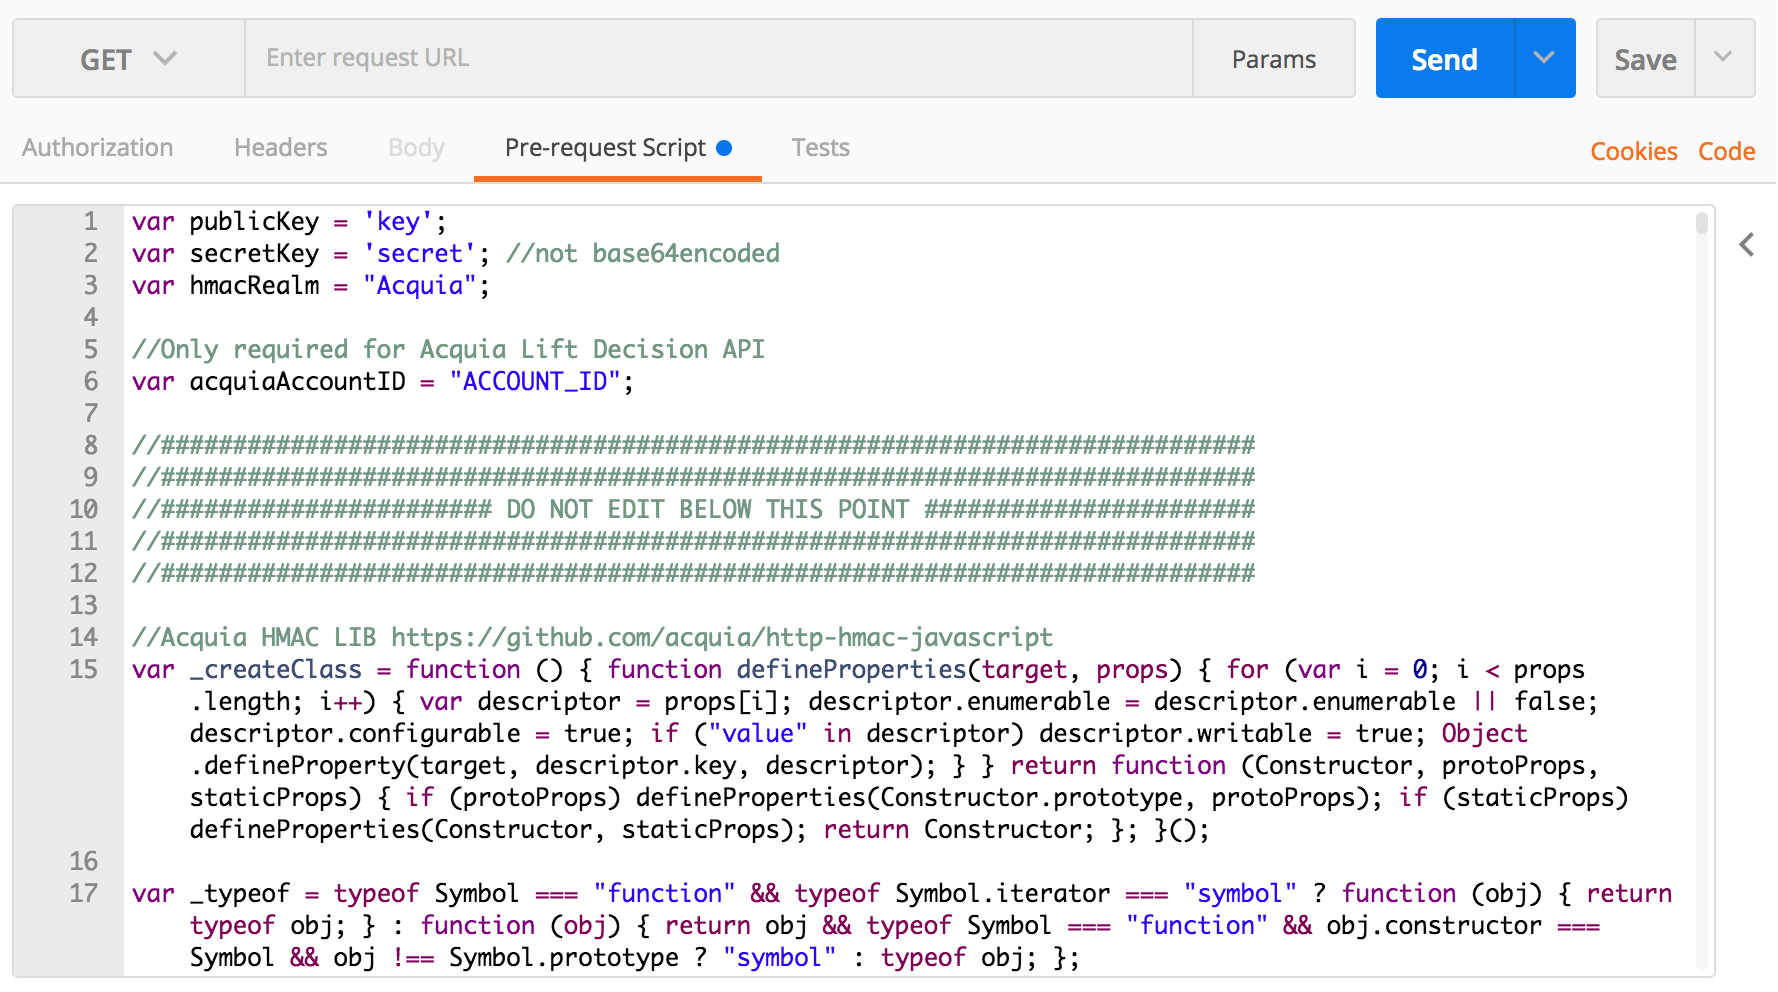 GET Enter request URL Params Send Save
Authorization Headers Body Pre-request Script Tests Cookies Code
1 var publicKey = 'key';
2 var secretKey = 'secret'; //not base64encoded
3 var hmacRealm = "Acquia";
4
5 //Only required for Acquia Lift Decision API
6 var acquiaAccountID = "ACCOUNT_ID";
7
8 //############################################################################
9 //############################################################################
10 //####################### DO NOT EDIT BELOW THIS POINT #######################
11 //############################################################################
12 //############################################################################
13
14 //Acquia HMAC LIB https://github.com/acquia/http-hmac-javascript
15 var _createClass = function () { function defineProperties(target, props) { for (var i = 0; i < props
.length; i++) { var descriptor = props[i]; descriptor.enumerable = descriptor.enumerable || false;
descriptor.configurable = true; if ("value" in descriptor) descriptor.writable = true; Object
.defineProperty(target, descriptor.key, descriptor); } } return function (Constructor, protoProps,
staticProps) { if (protoProps) defineProperties(Constructor.prototype, protoProps); if (staticProps)
defineProperties(Constructor, staticProps); return Constructor; }; }();
16
17 var _typeof = typeof Symbol === "function" && typeof Symbol.iterator === "symbol" ? function (obj) { return
typeof obj; } : function (obj) { return obj && typeof Symbol === "function" && obj.constructor ===
Symbol && obj !== Symbol.prototype ? "symbol" : typeof obj; };